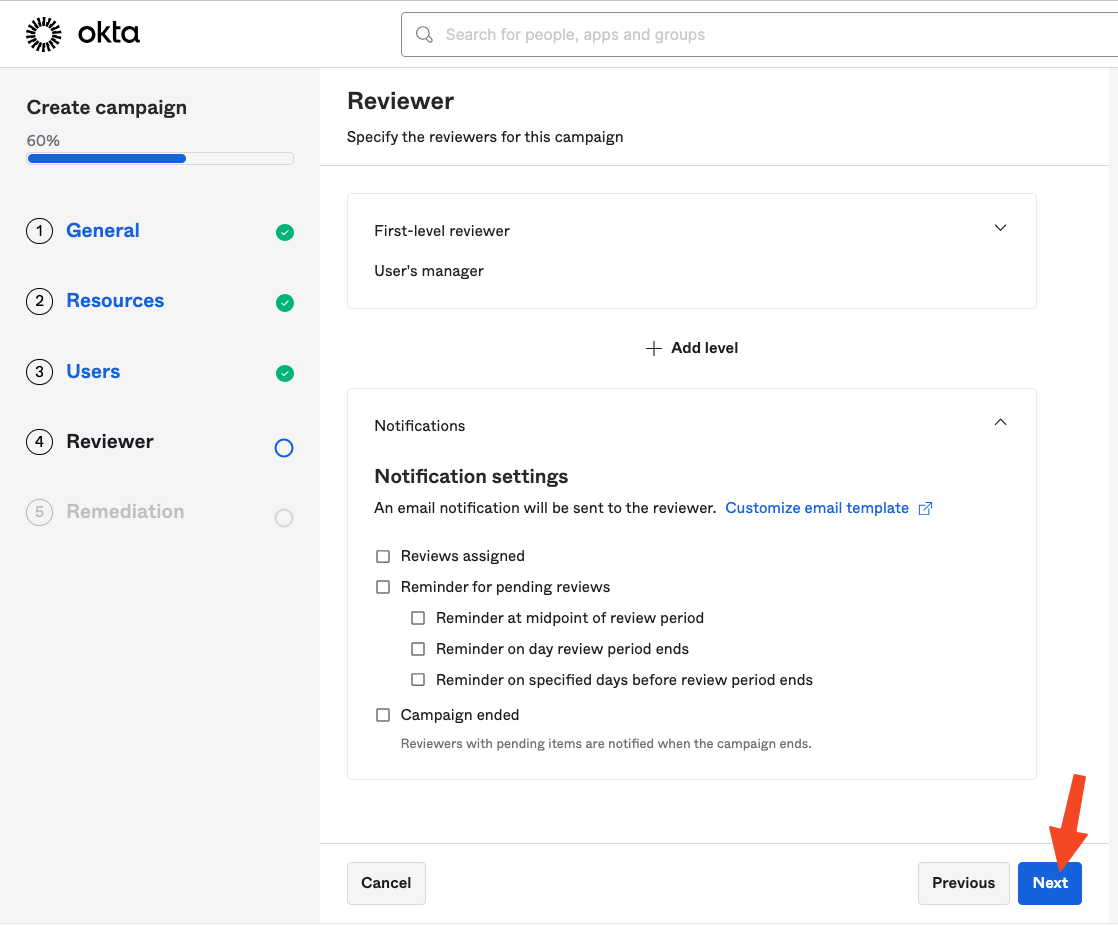 okta
Search for people, apps and groups
Create campaign
60%
1 General
2 Resources
3 Users
4 Reviewer
5 Remediation
Reviewer
Specify the reviewers for this campaign
First-level reviewer
User's manager
Add level
Notifications
Notification settings
An email notification will be sent to the reviewer. Customize email template
Reviews assigned
Reminder for pending reviews
Reminder at midpoint of review period
Reminder on day review period ends
Reminder on specified days before review period ends
Campaign ended
Reviewers with pending items are notified when the campaign ends.
Cancel Previous Next